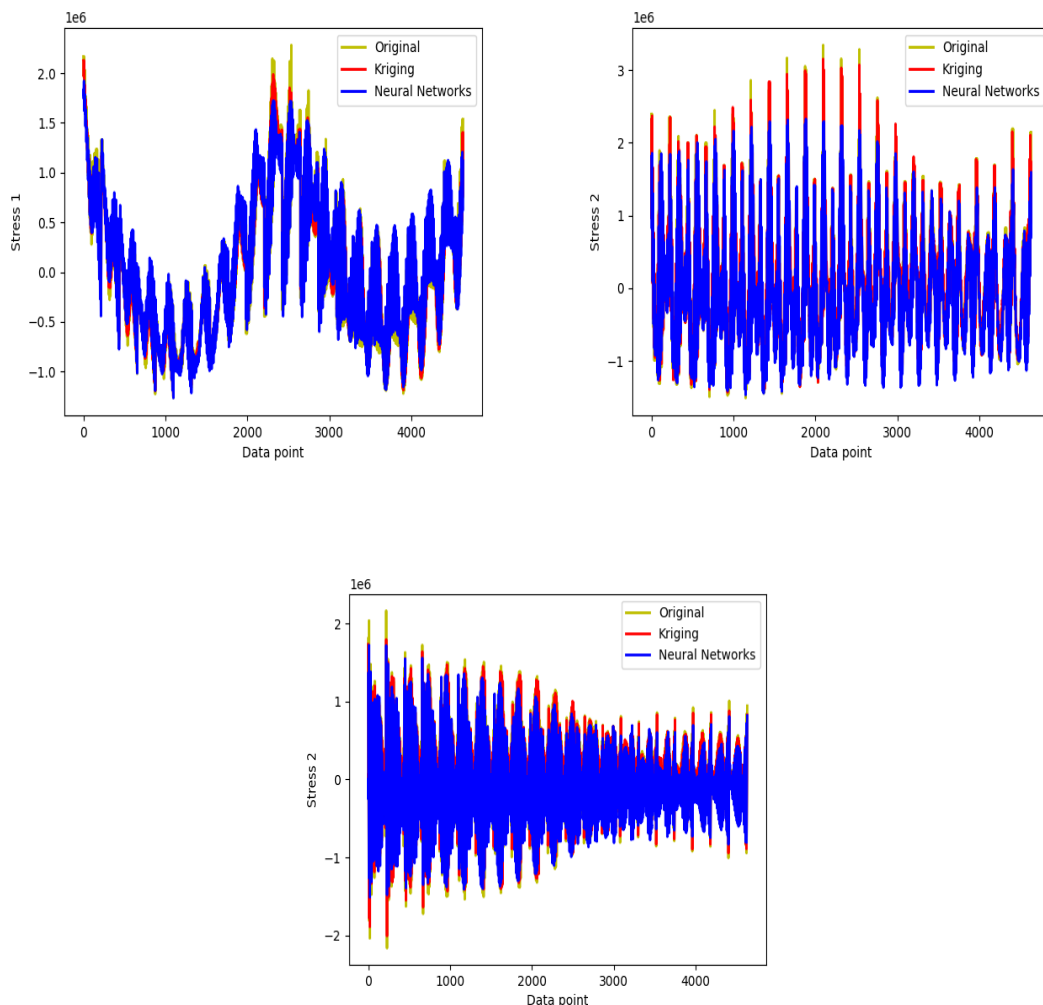 1e6
Stress 1
2.0
1.5
1.0
0.5
0.0
−0.5
−1.0
Original
Kriging
Neural Networks
0
1000
2000
3000
4000
Data point
1e6
Stress 2
3
2
1
0
−1
Original
Kriging
Neural Networks
0
1000
2000
3000
4000
Data point
1e6
Stress 2
2
1
0
−1
−2
Original
Kriging
Neural Networks
0
1000
2000
3000
4000
Data point